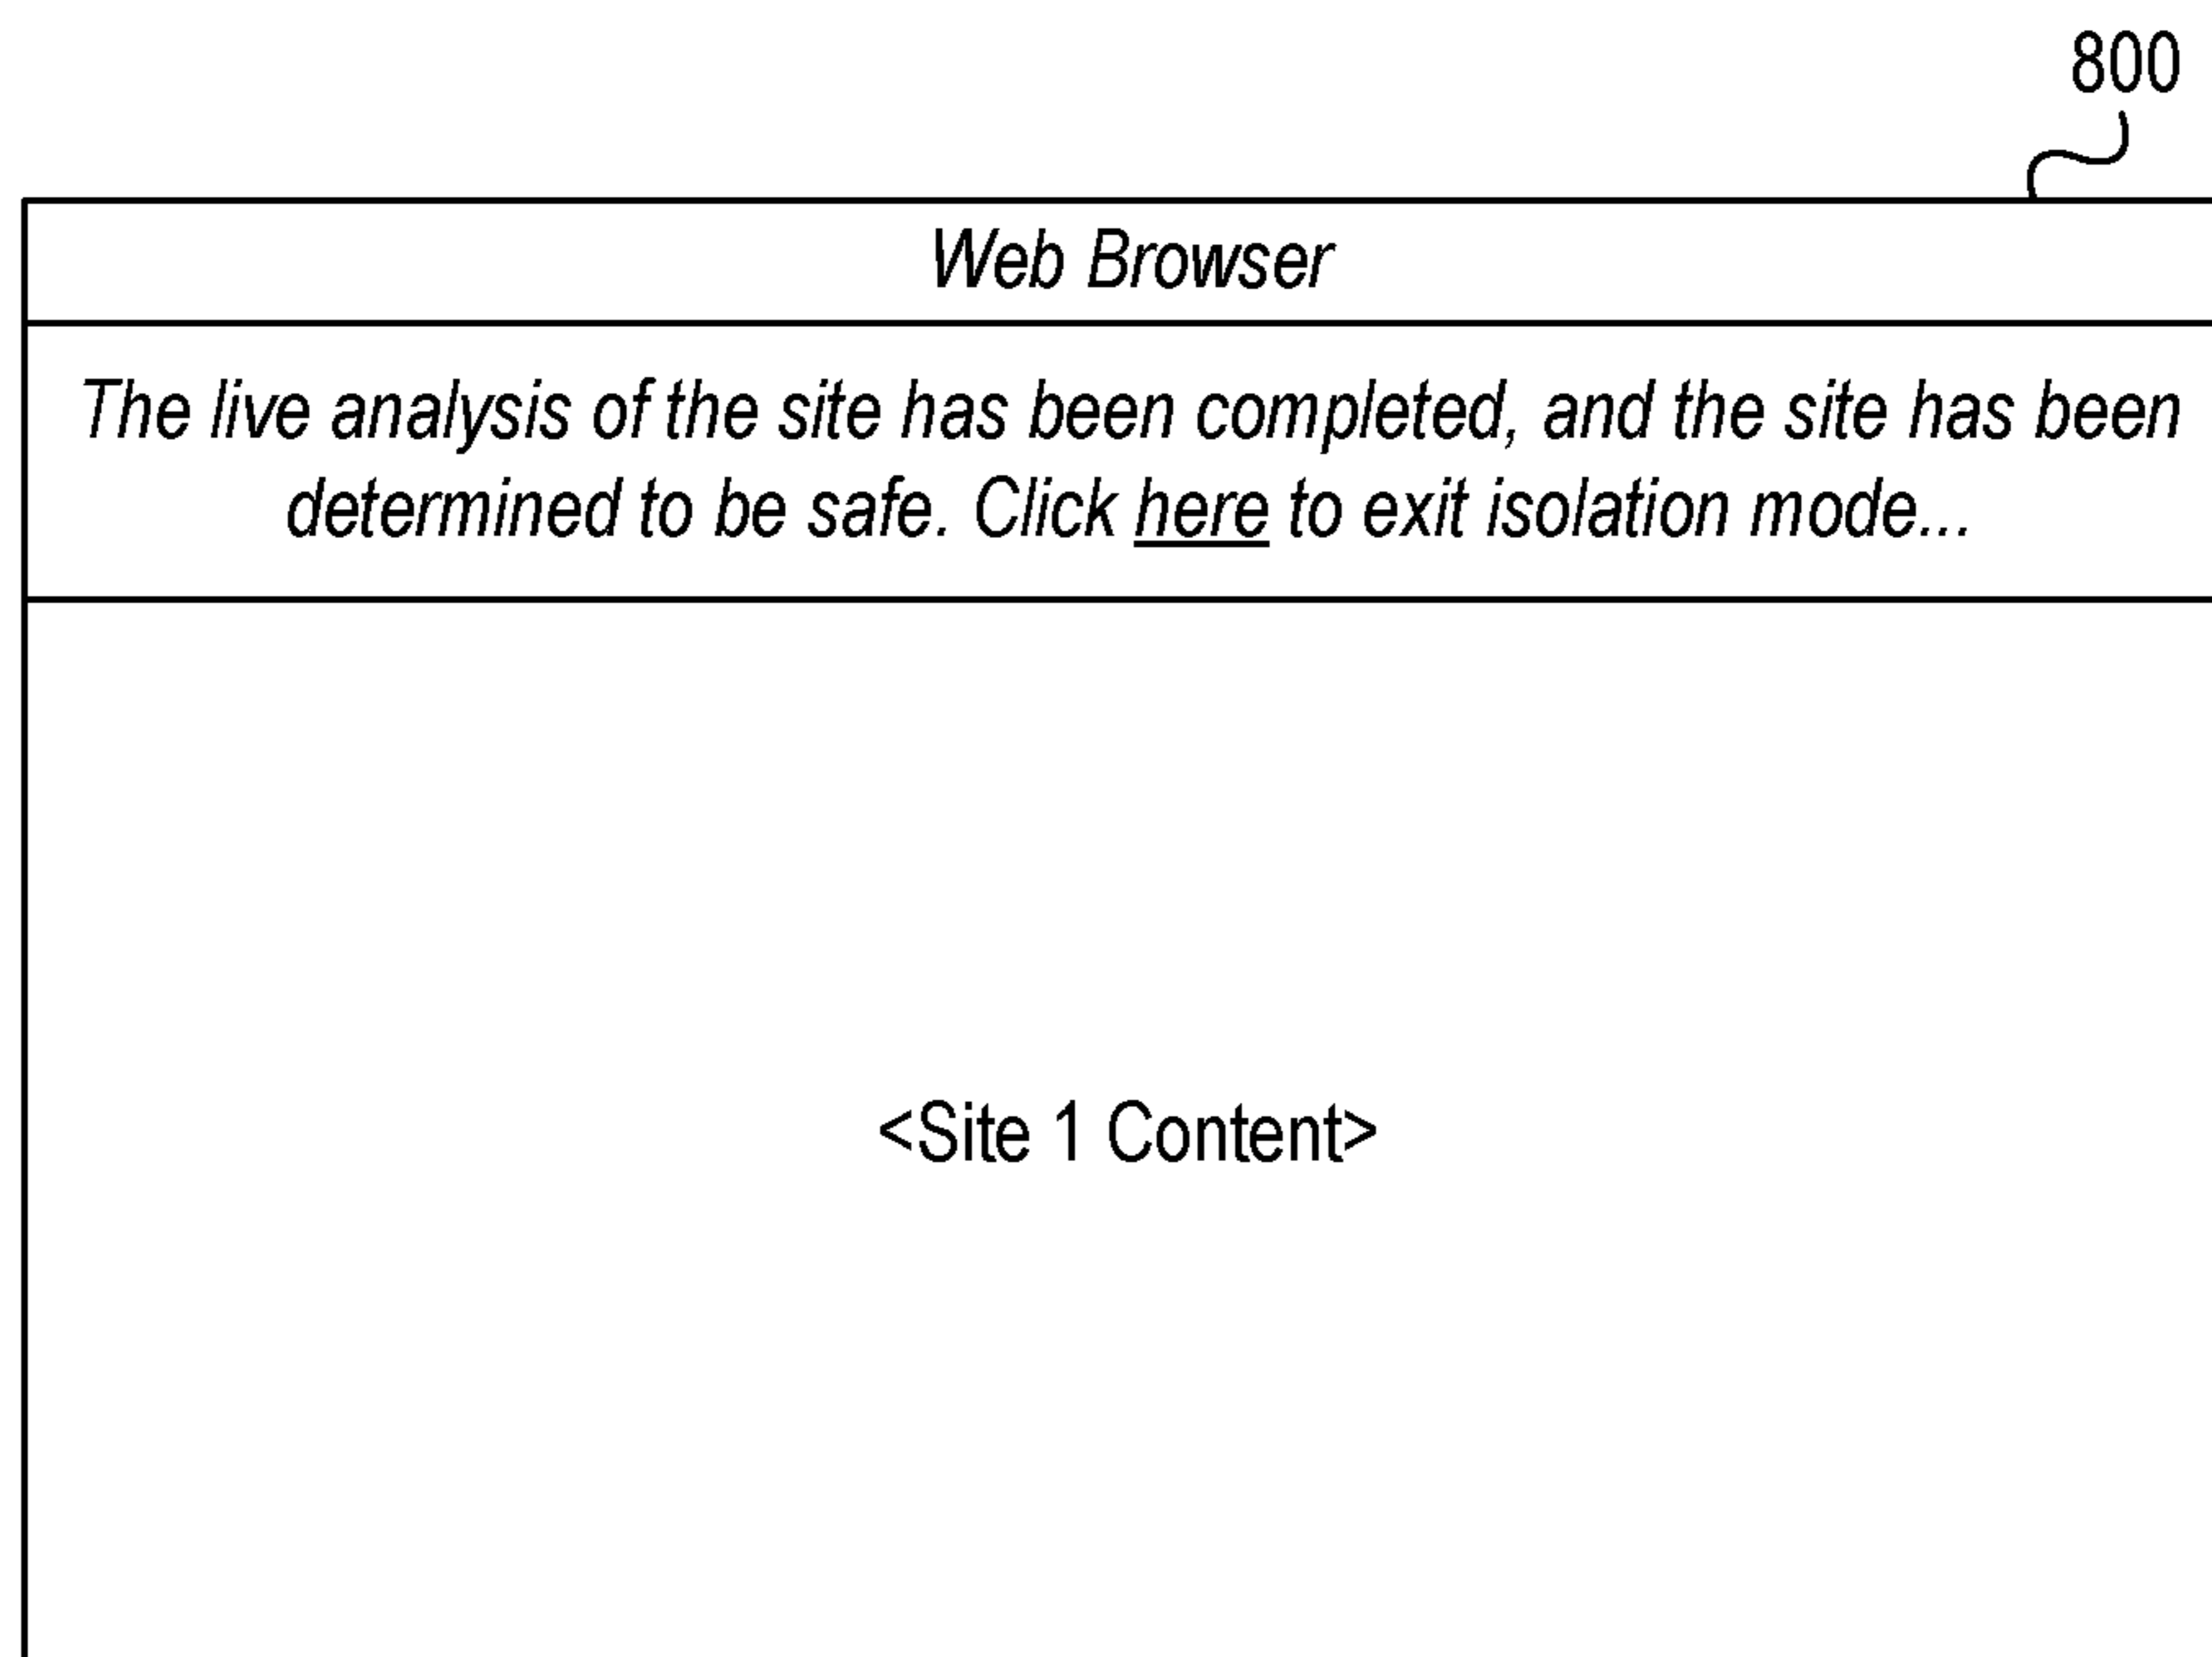 800
Web Browser
The live analysis of the site has been completed, and the site has been
determined to be safe. Click here to exit isolation mode...
<Site 1 Content>